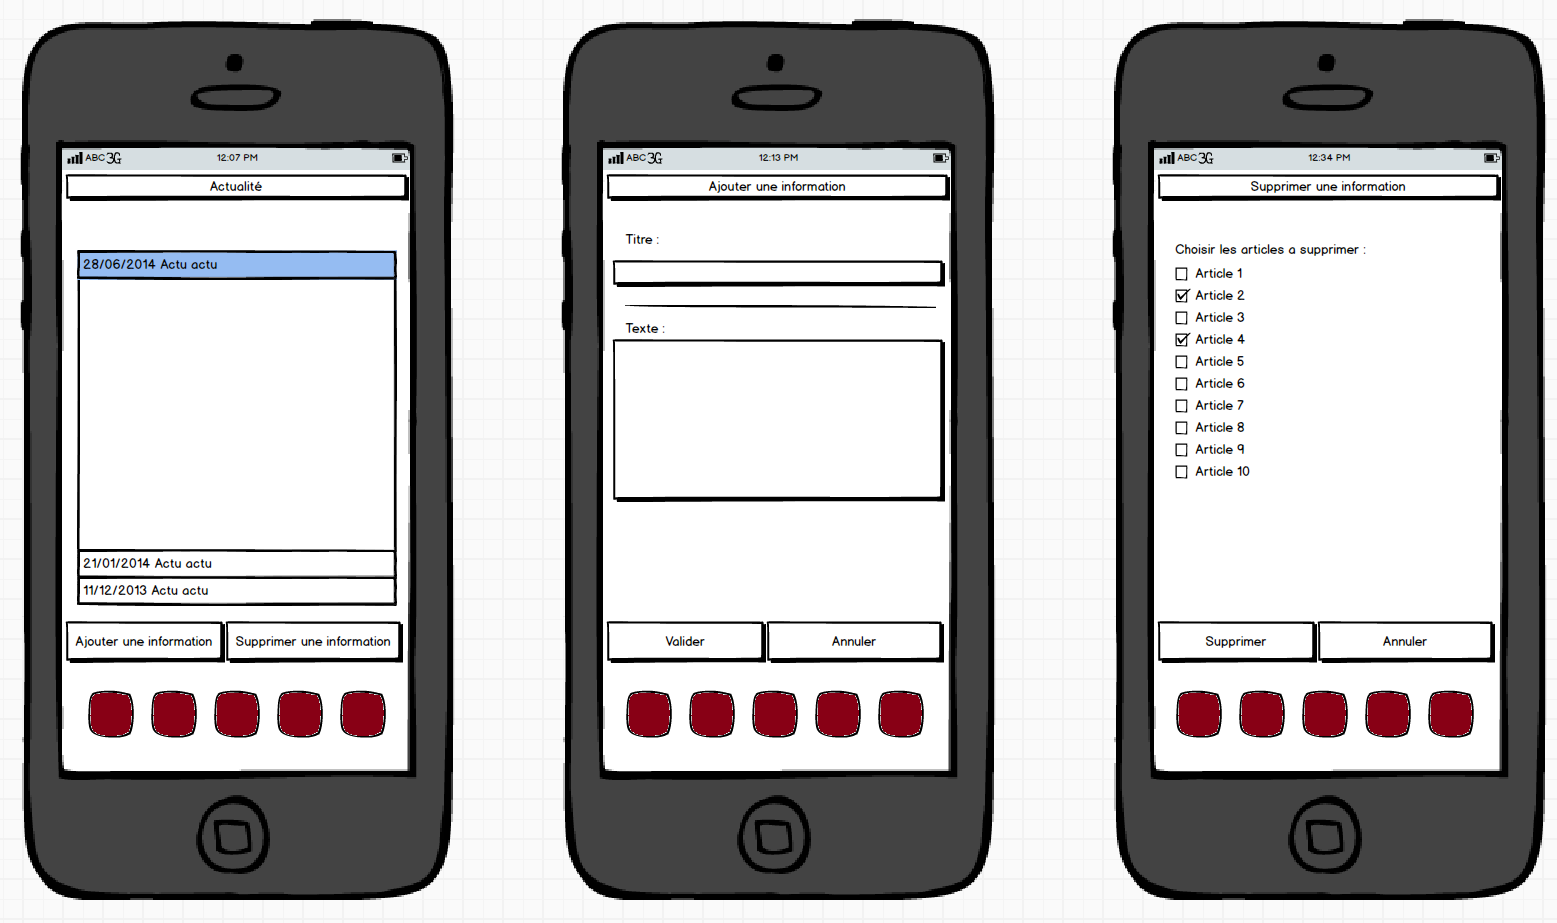 ABC 3G 12:07 PM
Actualité
28/06/2014 Actu actu
21/01/2014 Actu actu
11/12/2013 Actu actu
Ajouter une information Supprimer une information
ABC 3G 12:13 PM
Ajouter une information
Titre :
Texte :
Valider Annuler
ABC 3G 12:34 PM
Supprimer une information
Choisir les articles a supprimer :
Article 1
Article 2
Article 3
Article 4
Article 5
Article 6
Article 7
Article 8
Article 9
Article 10
Supprimer Annuler